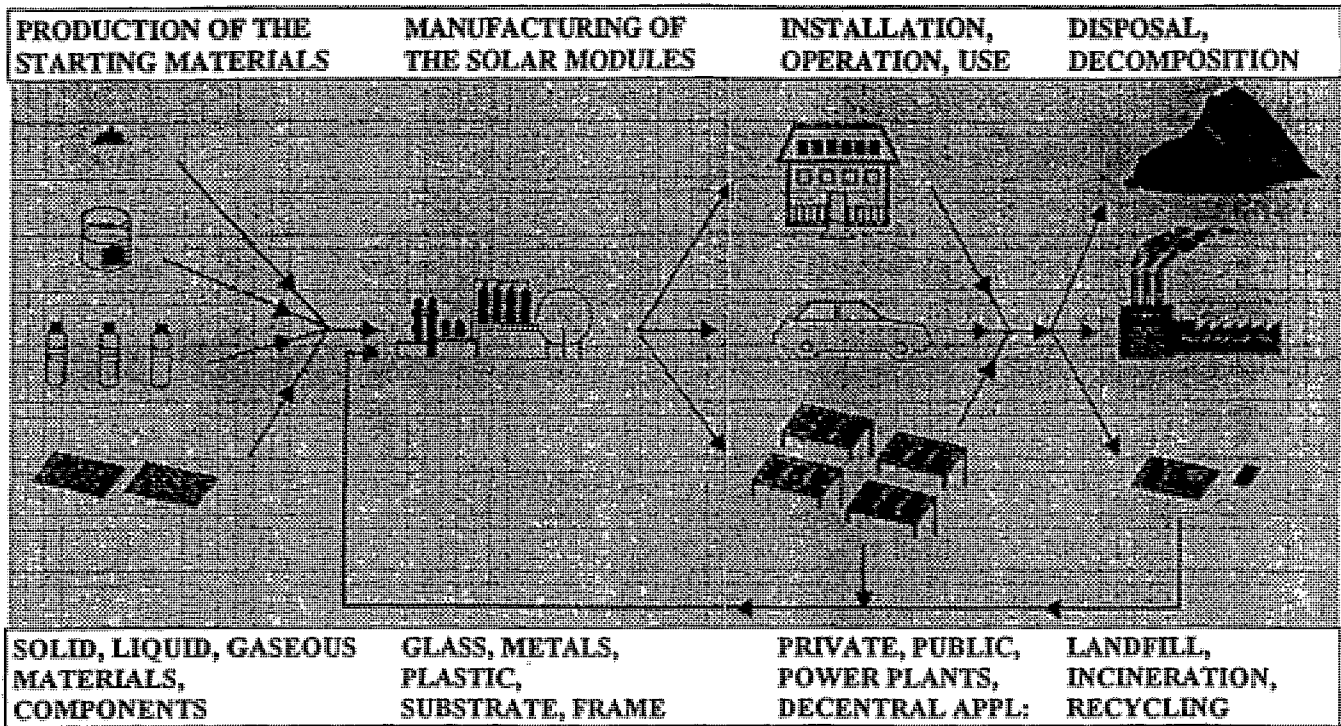 PRODUCTION OF THE
STARTING MATERIALS
MANUFACTURING OF
THE SOLAR MODULES
INSTALLATION,
OPERATION, USE
DISPOSAL,
DECOMPOSITION
SOLID, LIQUID, GASEOUS
MATERIALS,
COMPONENTS
GLASS, METALS,
PLASTIC,
SUBSTRATE, FRAME
PRIVATE, PUBLIC,
POWER PLANTS,
DECENTRAL APPL:
LANDFILL,
INCINERATION,
RECYCLING